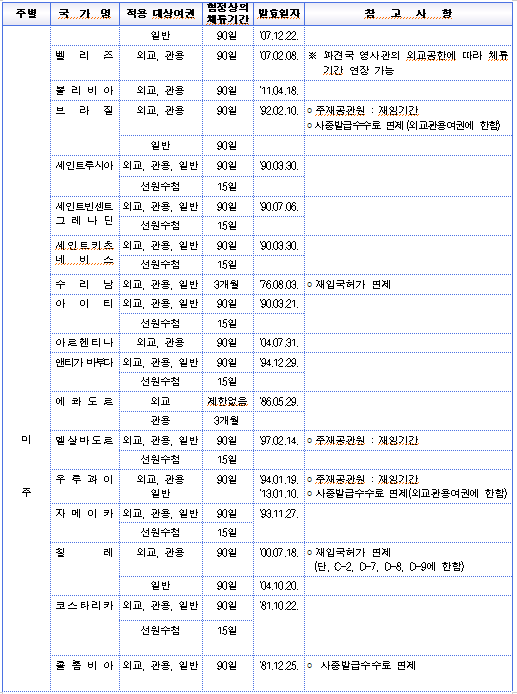 주별 국 가 명 적용 대상여권 협정상의 체류기간 발효일자 참 고 사 항
일반 90일 '07.12.22.
벨 리 즈 외교, 관용 90일 '07.02.08. ※ 파견국 영사관의 외교공한에 따라 체류
기간 연장 가능
볼 리 비 아 외교, 관용 90일 '11.04.18.
브 라 질 외교, 관용 90일 '92.02.10. ○ 주재공관원 : 재임기간
○ 사증발급수수료 면제(외교관용여권에 한함)
일반 90일
세인트루시아 외교, 관용, 일반 90일 '90.03.30.
선원수첩 15일
세인트빈센트 외교, 관용, 일반 90일 '90.07.06.
그 레 나 딘 선원수첩 15일
세인트키츠 외교, 관용, 일반 90일 '90.03.30.
네 비 스 선원수첩 15일
수 리 남 외교, 관용, 일반 3개월 '76.08.03. ○ 재입국허가 면제
아 이 티 외교, 관용, 일반 90일 '90.03.21.
선원수첩 15일
아르헨티나 외교, 관용 90일 '04.07.31.
앤티가 바부다 외교, 관용, 일반 90일 '94.12.29.
선원수첩 15일
에 콰 도 르 외교 제한없음 '86.05.29.
관용 3개월
미 주
엘살바도르 외교, 관용, 일반 90일 '97.02.14. ○ 주재공관원 : 재임기간
선원수첩 15일
우 루 과 이 외교, 관용 90일 '94.01.19. ○ 주재공관원 : 재임기간
일반 '13.01.10. ○ 사증발급수수료 면제(외교관용여권에 한함)
자 메 이 카 외교, 관용, 일반 90일 '93.11.27.
선원수첩 15일
칠 레 외교, 관용 90일 '00.07.18. ○ 재입국허가 면제
(단, C-2, D-7, D-8, D-9에 한함)
일반 90일 '04.10.20.
코스타리카 외교, 관용, 일반 90일 '81.10.22.
선원수첩 15일
콜 롬 비 아 외교, 관용, 일반 90일 '81.12.25. ○ 사증발급수수료 면제